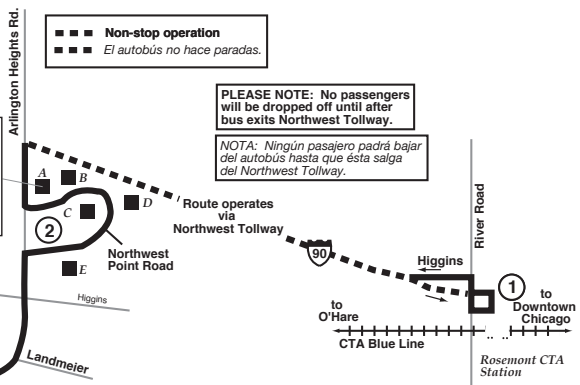 Arlington Heights Rd.
Non-stop operation
El autobús no hace paradas.
PLEASE NOTE: No passengers
will be dropped off until after
bus exits Northwest Tollway.
NOTA: Ningún pasajero padrá bajar
del autobús hasta que ésta salga
del Northwest Tollway.
A
B
C
D
E
2
Route operates
via
Northwest Tollway
Northwest
Point Road
90
River Road
Higgins
1
to
O'Hare
to
Downtown
Chicago
CTA Blue Line
Rosemont CTA
Station
Higgins
Landmeier